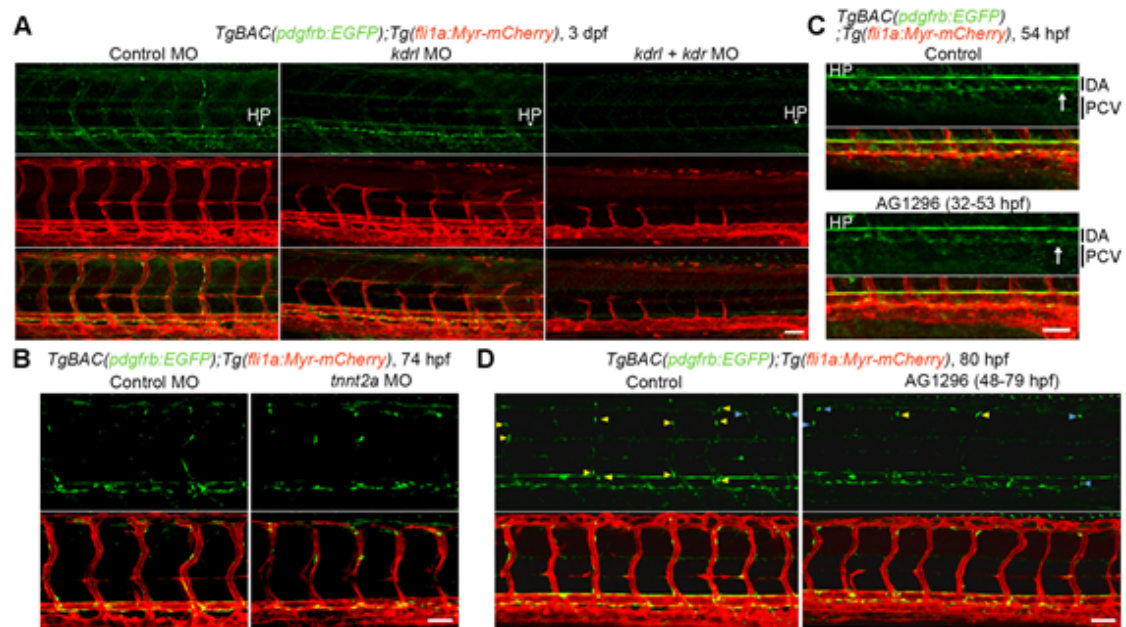 A
TgBAC(pdgfrb:EGFP);Tg(fli1a:Myr-mCherry), 3 dpf
Control MO
kdrl MO
kdrl + kdr MO
HP
HP
HP
C
TgBAC(pdgfrb:EGFP)
;Tg(fli1a:Myr-mCherry), 54 hpf
Control
HP
DA
PCV
AG1296 (32-53 hpf)
HP
DA
PCV
B
TgBAC(pdgfrb:EGFP);Tg(fli1a:Myr-mCherry), 74 hpf
Control MO
tnnt2a MO
D
TgBAC(pdgfrb:EGFP);Tg(fli1a:Myr-mCherry), 80 hpf
Control
AG1296 (48-79 hpf)